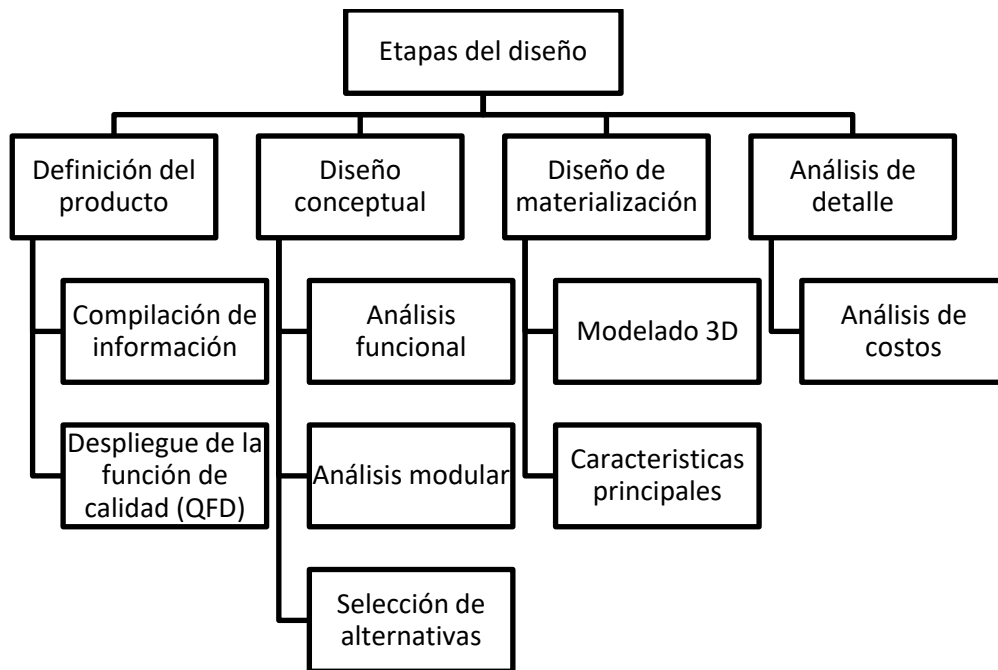 Etapas del diseño
Definición del
producto
Diseño
conceptual
Diseño de
materialización
Análisis de
detalle
Compilación de
información
Análisis
funcional
Modelado 3D
Análisis de
costos
Despliegue de la
función de
calidad (QFD)
Análisis modular
Caracteristicas
principales
Selección de
alternativas